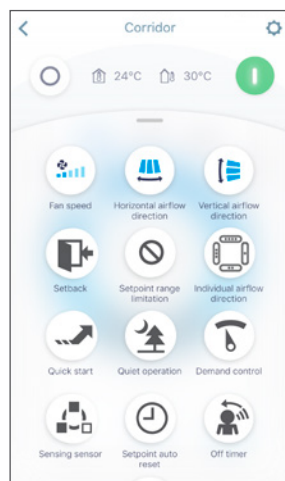 Corridor
24°C 30°C
Fan speed
Horizontal airflow
direction
Vertical airflow
direction
Setback
Setpoint range
limitation
Individual airflow
direction
Quick start
Quiet operation
Demand control
Sensing sensor
Setpoint auto
reset
Off timer